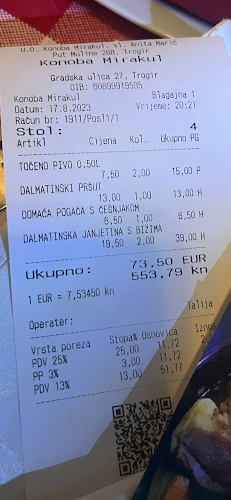 U.O. Konoba Mirakul, vl. Anita Marić
Put Muline 20B, Trogir
Konoba Mirakul
Gradska ulica 27, Trogir
OIB: 60699919595
Konoba Mirakul Blagajna 1
Datum: 17.8.2023 Vrijeme: 20:21
Račun br: 1911/Pos11/1
Stol: 4
Artikl Cijena Kol. Ukupno PG
TOČENO PIVO 0,50L
7,50 2,00 15,00 P
DALMATINSKI PRŠUT
13,00 1,00 13,00 H
DOMAĆA POGAČA S ČEŠNJAKOM
6,50 1,00 6,50 H
DALMATINSKA JANJETINA S BIŽIMA
19,50 2,00 39,00 H
Ukupno: 73,50 EUR
553,79 kn
1 EUR = 7,53450 kn
Operater: Talija
Vrsta poreza Stopa% Osnovica
PDV 25% 25,00 11,72
PP 3% 3,00 11,72
PDV 13% 13,00 51,77